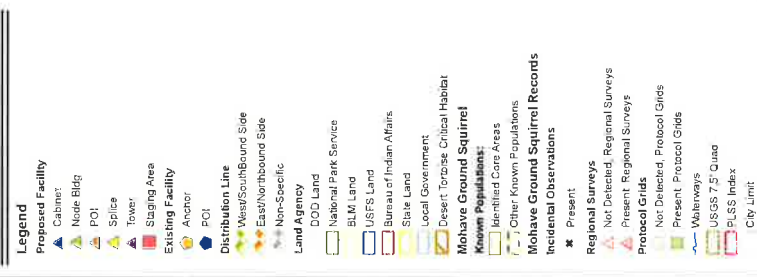 Legend
Proposed Facility
Cabinet
Node Bldg
POI
Splice
Tower
Staging Area
Existing Facility
Anchor
POI
Distribution Line
West/SouthBound Side
East/Northbound Side
Non-Specific
Land Agency
DOD Land
National Park Service
BLM Land
USFS Land
Bureau of Indian Affairs
State Land
Local Government
Desert Tortoise Critical Habitat
Mohave Ground Squirrel
Known Populations:
Identified Core Areas
Other Known Populations
Mohave Ground Squirrel Records
Incidental Observations
Present
Regional Surveys
Not Detected, Regional Surveys
Present, Regional Surveys
Protocol Grids
Not Detected, Protocol Grids
Present, Protocol Grids
Waterways
USGS 7.5' Quad
PLSS Index
City Limit